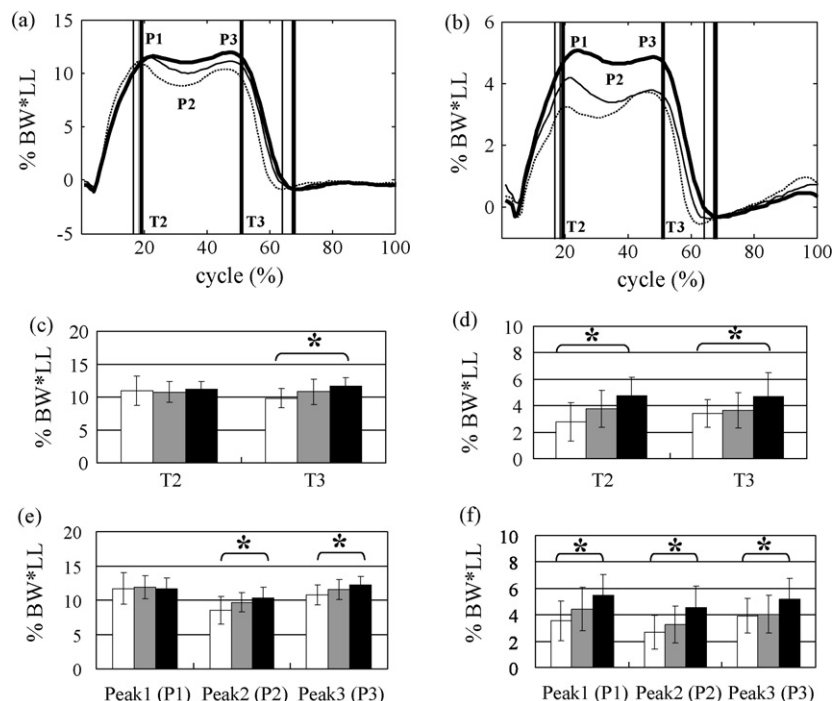 (a)
% BW*LL
15
10
5
0
-5
P1
P3
P2
T2
T3
20
40
60
80
100
cycle (%)
(b)
% BW*LL
6
4
2
0
P1
P3
P2
T2
T3
20
40
60
80
100
cycle (%)
(c)
% BW*LL
20
15
10
5
0
*
T2
T3
(d)
% BW*LL
10
8
6
4
2
0
*
*
T2
T3
(e)
% BW*LL
20
15
10
5
0
*
*
Peak1 (P1)
Peak2 (P2)
Peak3 (P3)
(f)
% BW*LL
10
8
6
4
2
0
*
*
*
Peak1 (P1)
Peak2 (P2)
Peak3 (P3)